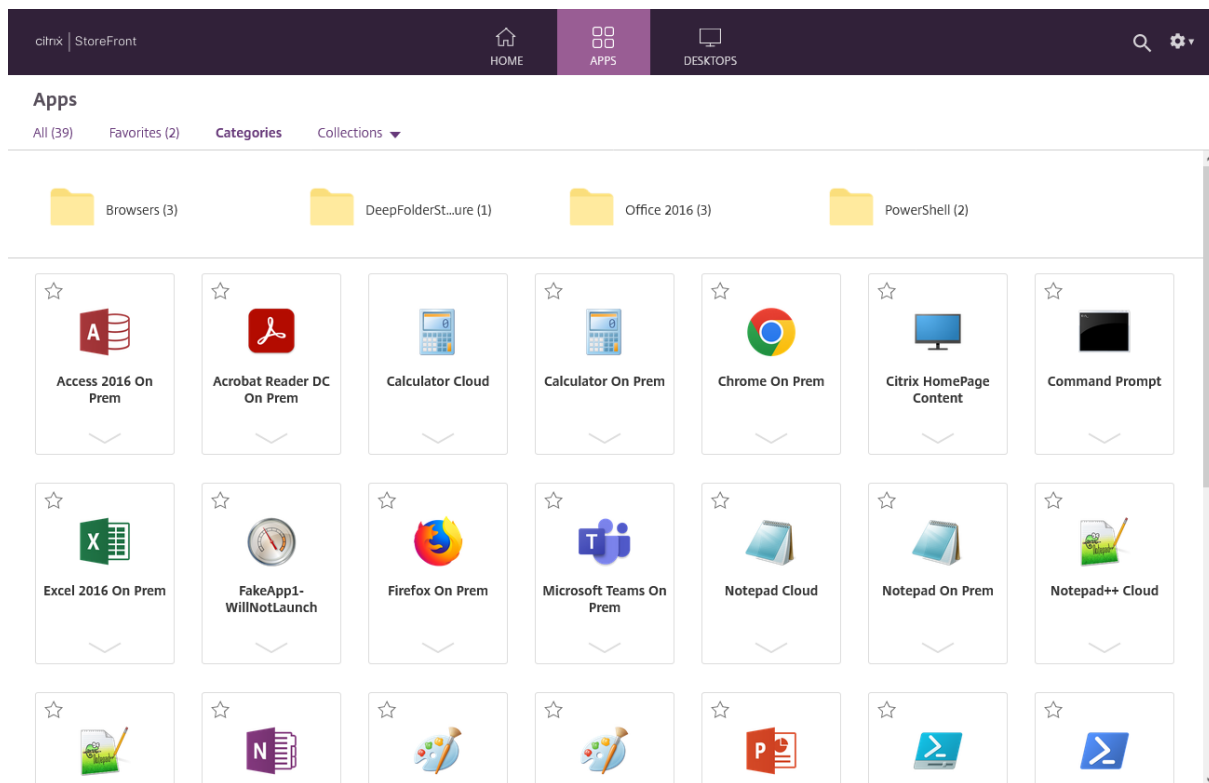 citrix | StoreFront
HOME
APPS
DESKTOPS
Apps
All (39)
Favorites (2)
Categories
Collections
Browsers (3)
DeepFolderSt...ure (1)
Office 2016 (3)
PowerShell (2)
Access 2016 On
Prem
Acrobat Reader DC
On Prem
Calculator Cloud
Calculator On Prem
Chrome On Prem
Citrix HomePage
Content
Command Prompt
Excel 2016 On Prem
FakeApp1-
WillNotLaunch
Firefox On Prem
Microsoft Teams On
Prem
Notepad Cloud
Notepad On Prem
Notepad++ Cloud